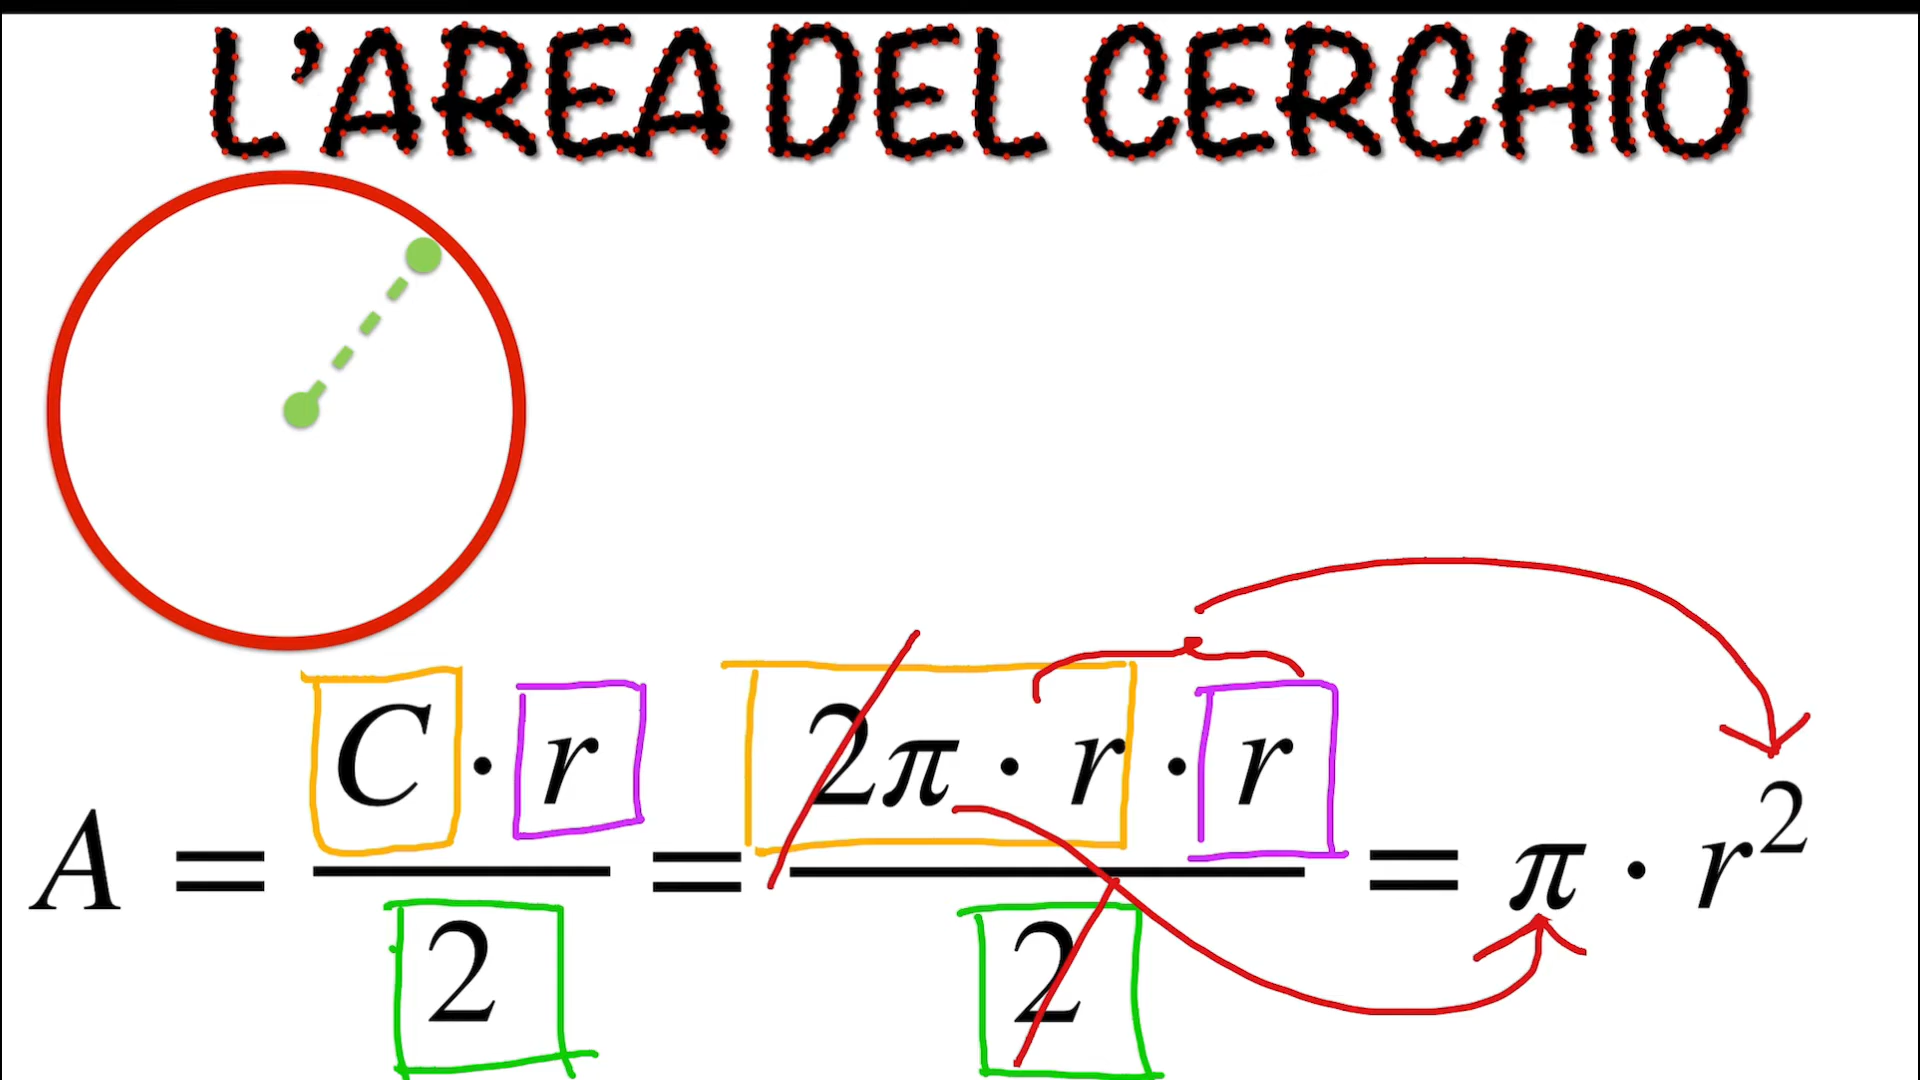 L'AREA DEL CERCHIO
A = C · r / 2 = 2π · r · r / 2 = π · r²